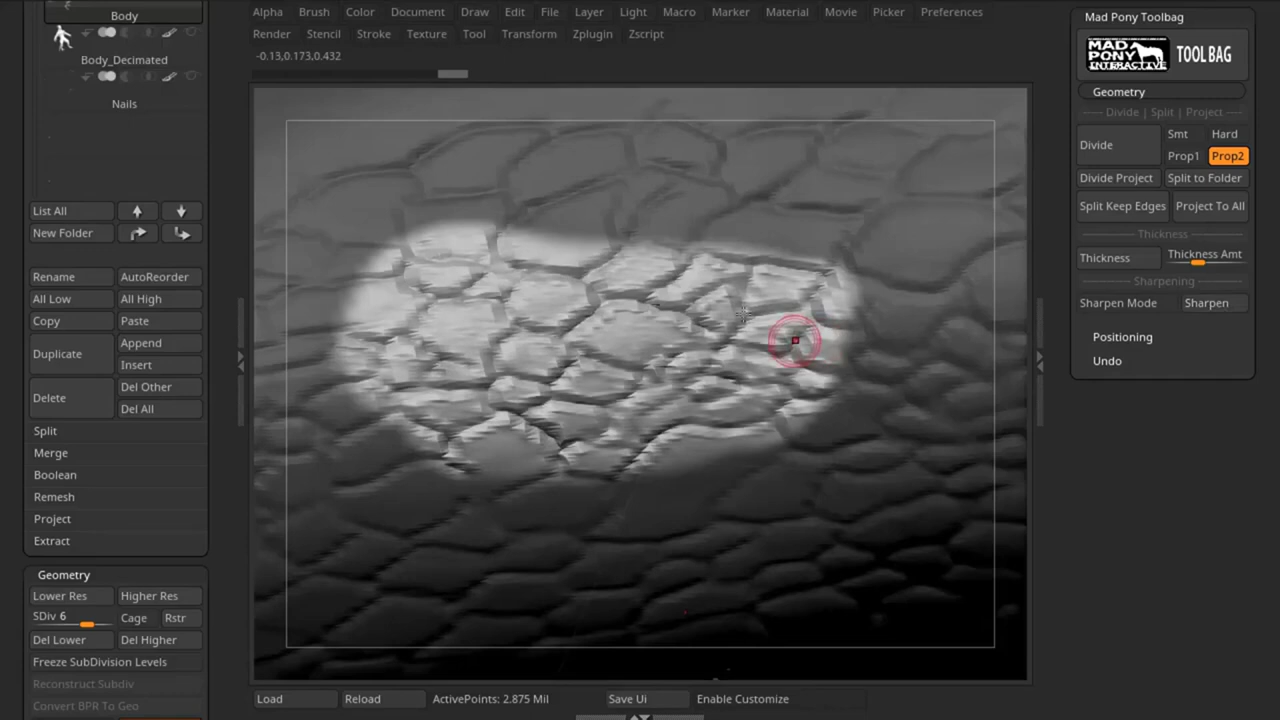 Body
Body_Decimated
Nails
List All
New Folder
Rename AutoReorder
All Low All High
Copy Paste
Duplicate Append
Insert
Delete Del Other
Del All
Split
Merge
Boolean
Remesh
Project
Extract
Geometry
Lower Res Higher Res
SDiv 6 Cage Rstr
Del Lower Del Higher
Freeze SubDivision Levels
Reconstruct Subdiv
Convert BPR To Geo
Alpha Brush Color Document Draw Edit File Layer Light Macro Marker Material Movie Picker Preferences
Render Stencil Stroke Texture Tool Transform Zplugin Zscript
-0.13,0.173,0.432
Load Reload ActivePoints: 2.875 Mil Save Ui Enable Customize
Mad Pony Toolbag
MAD PONY INTERACTIVE TOOL BAG
Geometry
Divide | Split | Project
Divide Smt Hard
Prop1 Prop2
Divide Project Split to Folder
Split Keep Edges Project To All
Thickness
Thickness Thickness Amt
Sharpening
Sharpen Mode Sharpen
Positioning
Undo